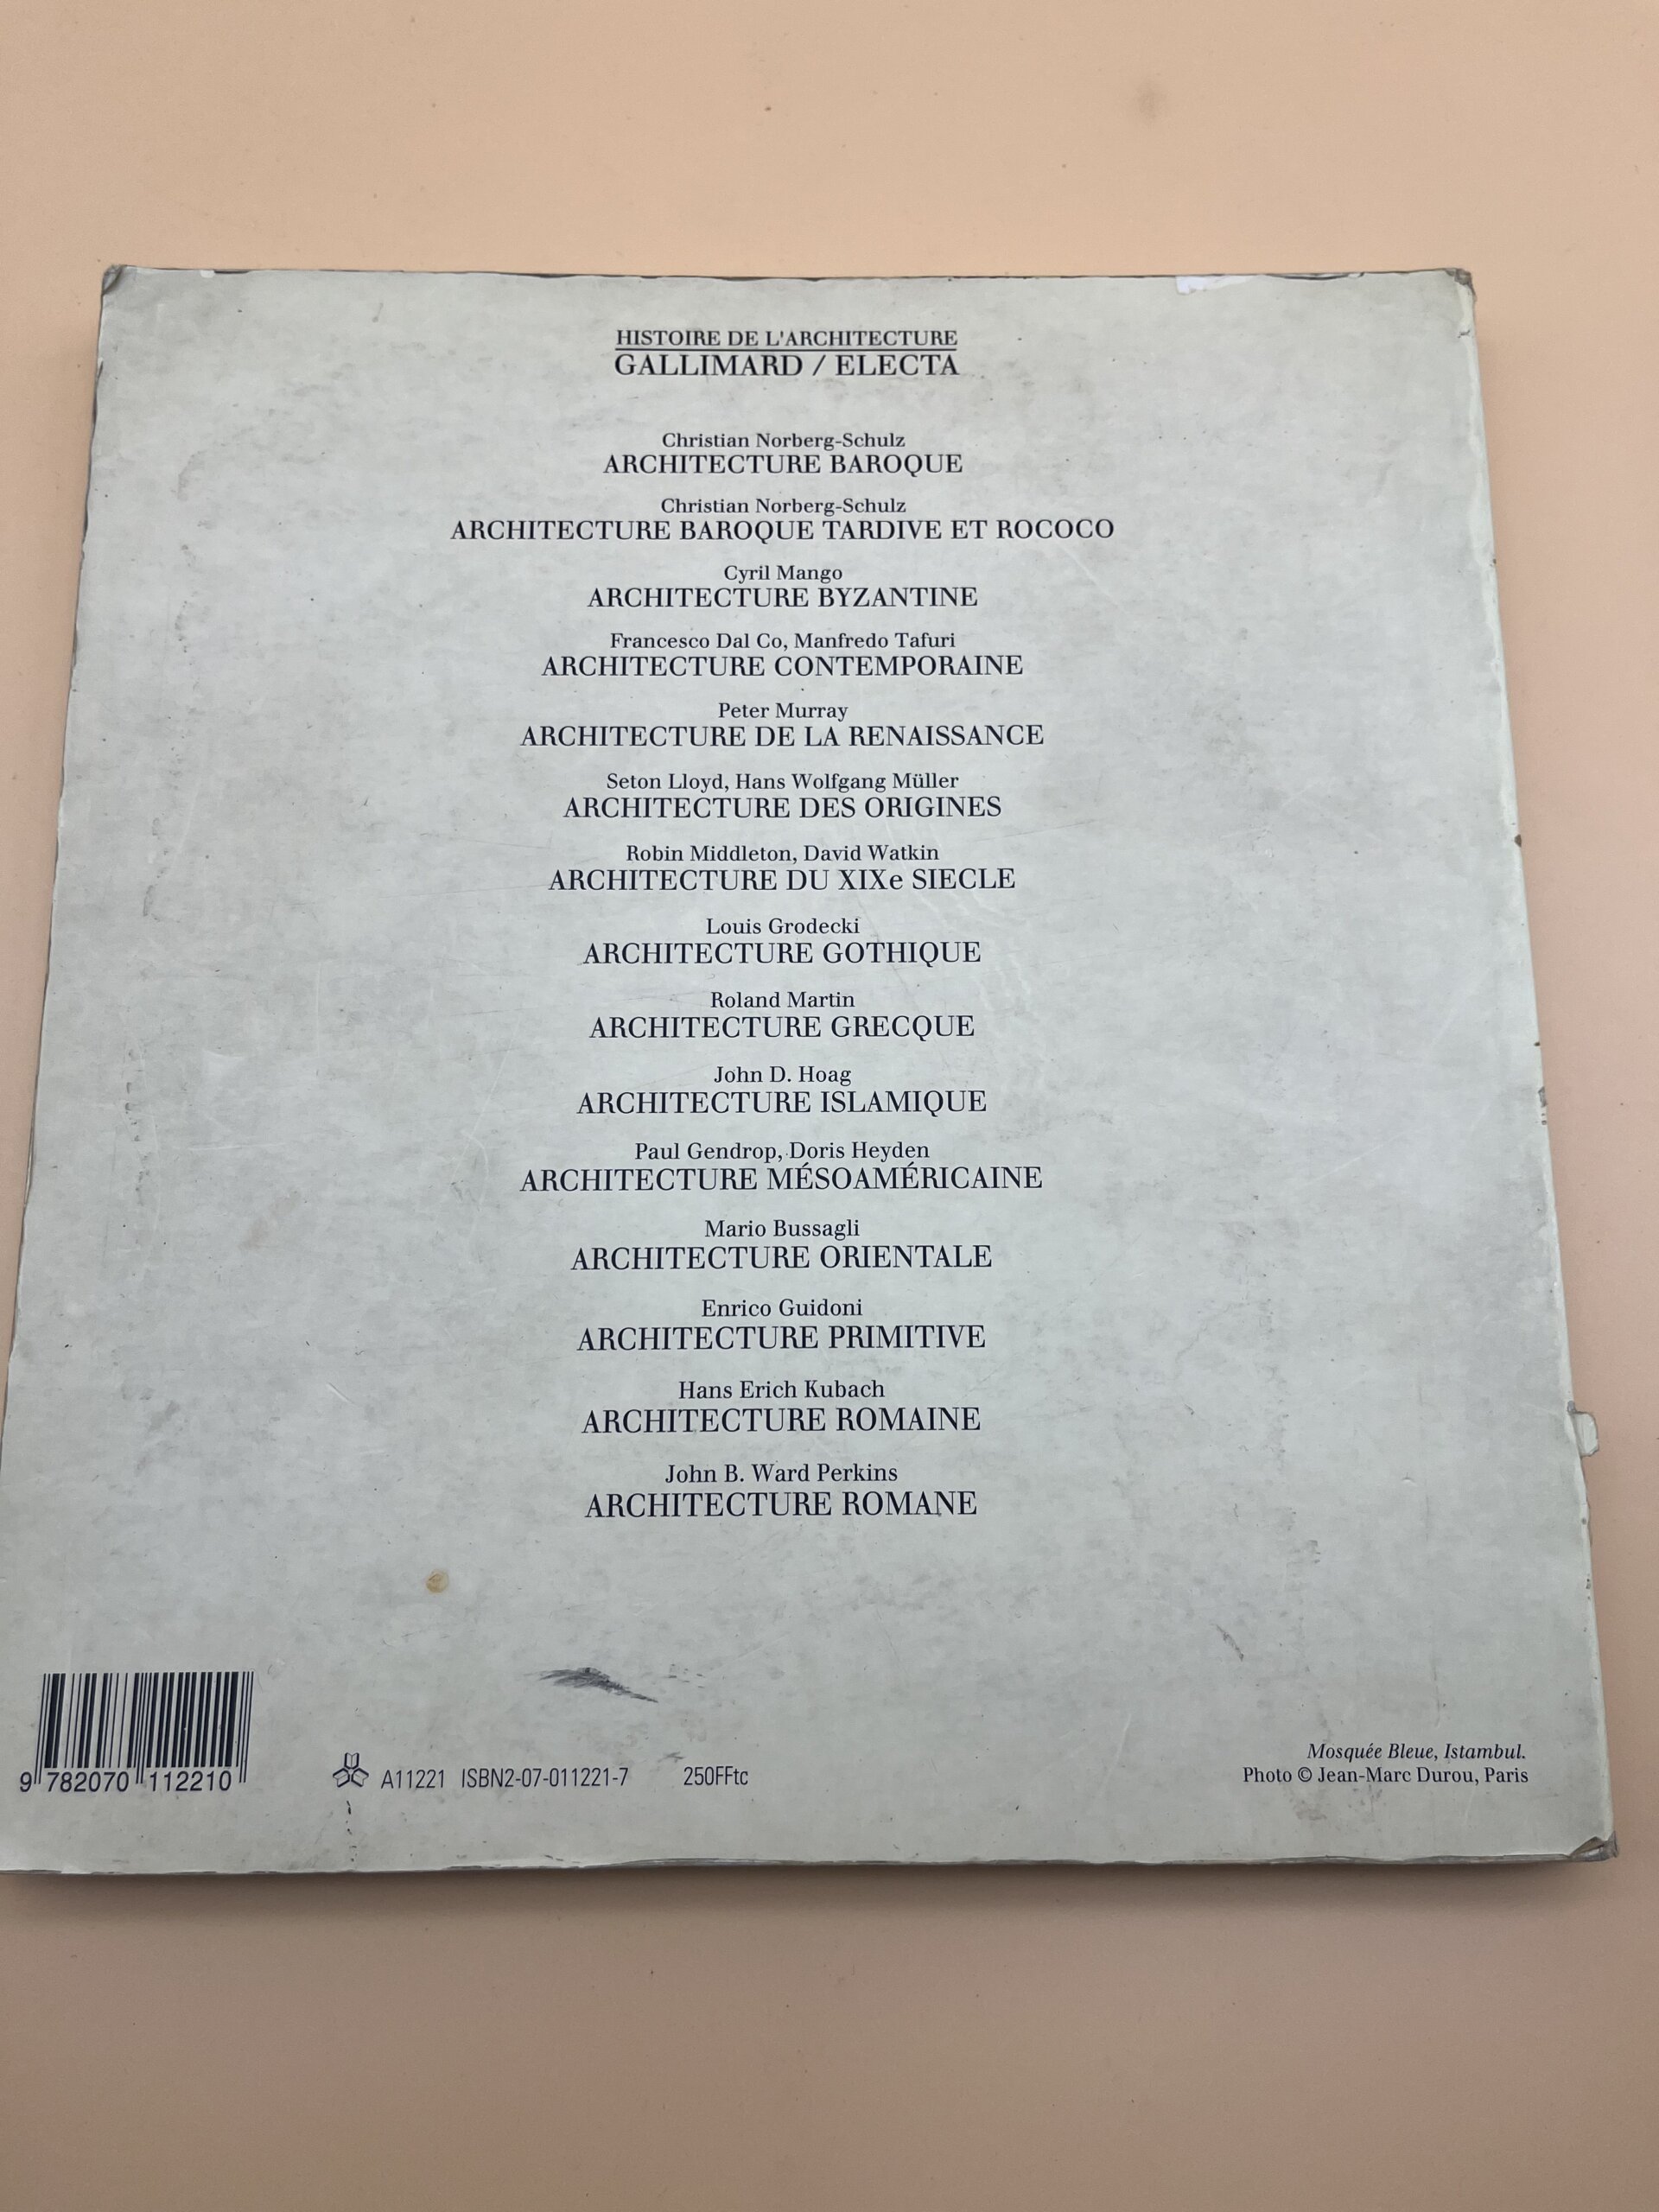 HISTOIRE DE L'ARCHITECTURE
GALLIMARD / ELECTA
Christian Norberg-Schulz
ARCHITECTURE BAROQUE
Christian Norberg-Schulz
ARCHITECTURE BAROQUE TARDIVE ET ROCOCO
Cyril Mango
ARCHITECTURE BYZANTINE
Francesco Dal Co, Manfredo Tafuri
ARCHITECTURE CONTEMPORAINE
Peter Murray
ARCHITECTURE DE LA RENAISSANCE
Seton Lloyd, Hans Wolfgang Müller
ARCHITECTURE DES ORIGINES
Robin Middleton, David Watkin
ARCHITECTURE DU XIXe SIECLE
Louis Grodecki
ARCHITECTURE GOTHIQUE
Roland Martin
ARCHITECTURE GRECQUE
John D. Hoag
ARCHITECTURE ISLAMIQUE
Paul Gendrop, Doris Heyden
ARCHITECTURE MÉSOAMÉRICAINE
Mario Bussagli
ARCHITECTURE ORIENTALE
Enrico Guidoni
ARCHITECTURE PRIMITIVE
Hans Erich Kubach
ARCHITECTURE ROMAINE
John B. Ward Perkins
ARCHITECTURE ROMANE
9 782070 112210
A11221 ISBN2-07-011221-7 250FFtc
Mosquée Bleue, Istambul.
Photo © Jean-Marc Durou, Paris